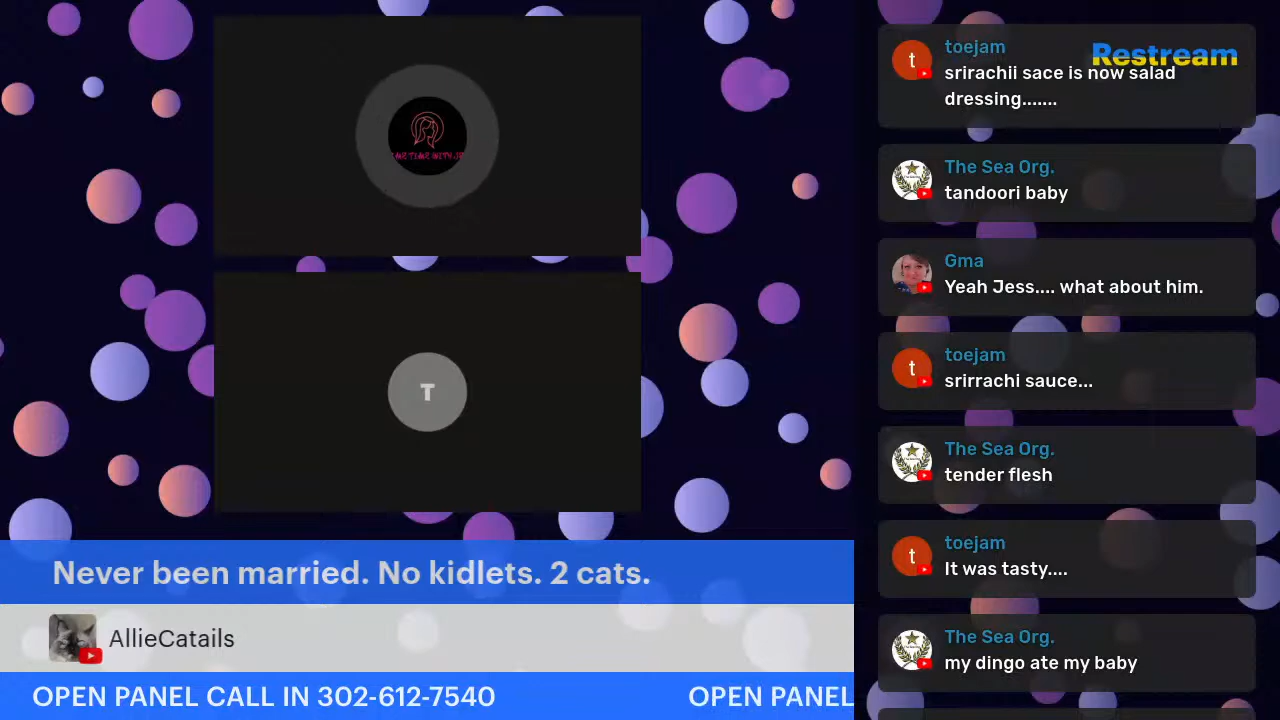 T
Never been married. No kidlets. 2 cats.
AllieCatails
OPEN PANEL CALL IN 302-612-7540
OPEN PANEL
Restream
t
toejam
srirachii sace is now salad
dressing.......
The Sea Org.
tandoori baby
Gma
Yeah Jess.... what about him.
t
toejam
srirrachi sauce...
The Sea Org.
tender flesh
t
toejam
It was tasty....
The Sea Org.
my dingo ate my baby